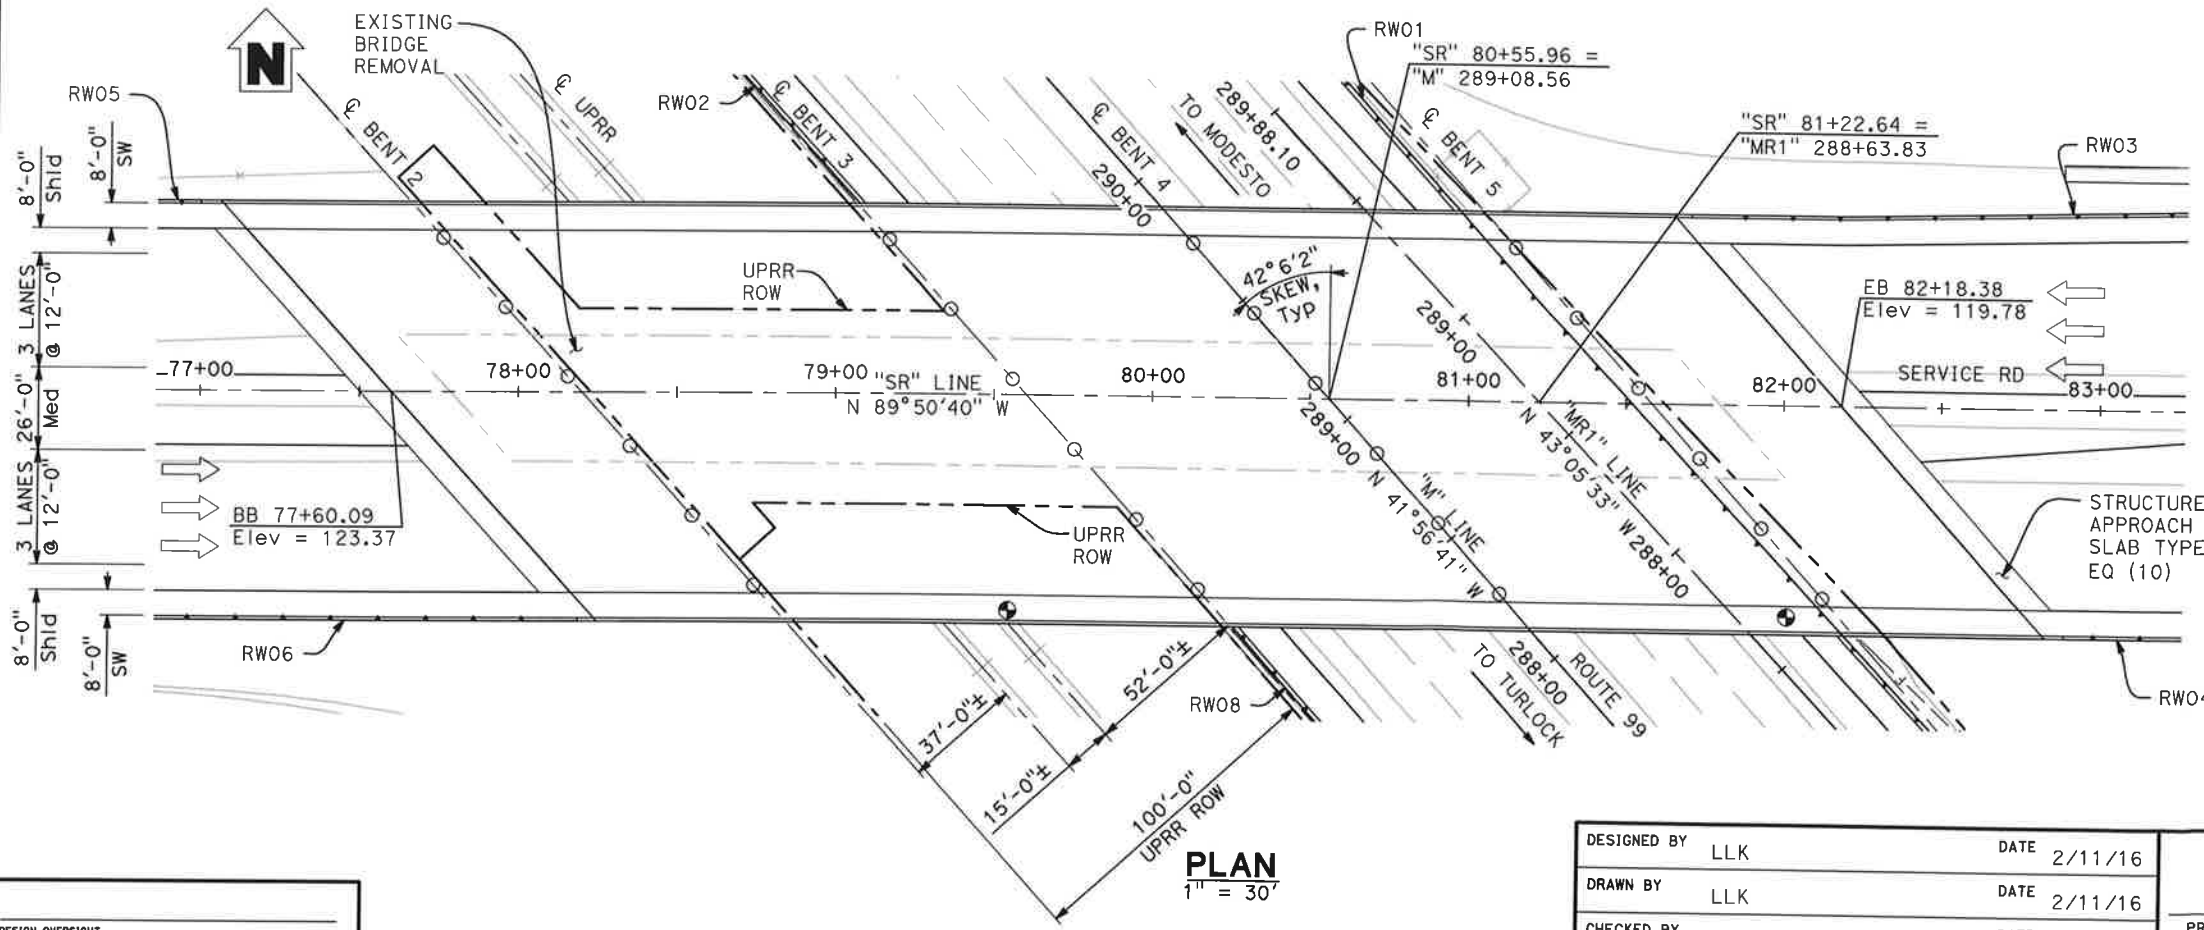 EXISTING
BRIDGE
REMOVAL
N
RW05
8'-0"
Shld
8'-0"
SW
℄ BENT 2
℄ UPRR
RW02
℄ BENT 3
℄ BENT 4
290+00
TO MODESTO
289+88.10
RW01
"SR" 80+55.96 =
"M" 289+08.56
℄ BENT 5
"SR" 81+22.64 =
"MR1" 288+63.83
RW03
3 LANES
@ 12'-0"
26'-0"
Med
3 LANES
@ 12'-0"
8'-0"
Shld
8'-0"
SW
UPRR
ROW
42°6'2"
SKEW,
TYP
289+00
EB 82+18.38
Elev = 119.78
77+00
78+00
79+00
"SR" LINE
N 89°50'40" W
80+00
81+00
82+00
SERVICE RD
83+00
BB 77+60.09
Elev = 123.37
289+00
N 41°56'41" W
"M" LINE
"MR1" LINE
N 43°05'33" W
288+00
UPRR
ROW
STRUCTURE
APPROACH
SLAB TYPE
EQ (10)
RW06
RW08
37'-0"±
15'-0"±
52'-0"±
100'-0"
UPRR ROW
TO TURLOCK
288+00
ROUTE 99
RW04
PLAN
1" = 30'
DESIGNED BY LLK DATE 2/11/16
DRAWN BY LLK DATE 2/11/16
CHECKED BY